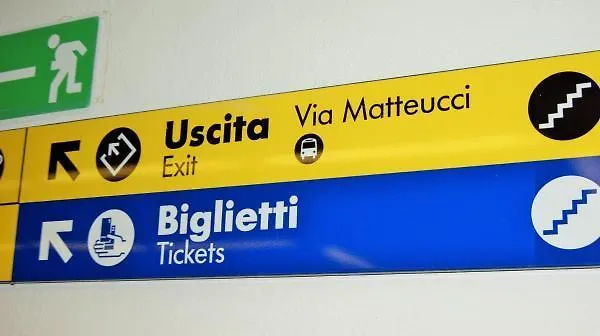 Uscita Via Matteucci
Exit
Biglietti
Tickets